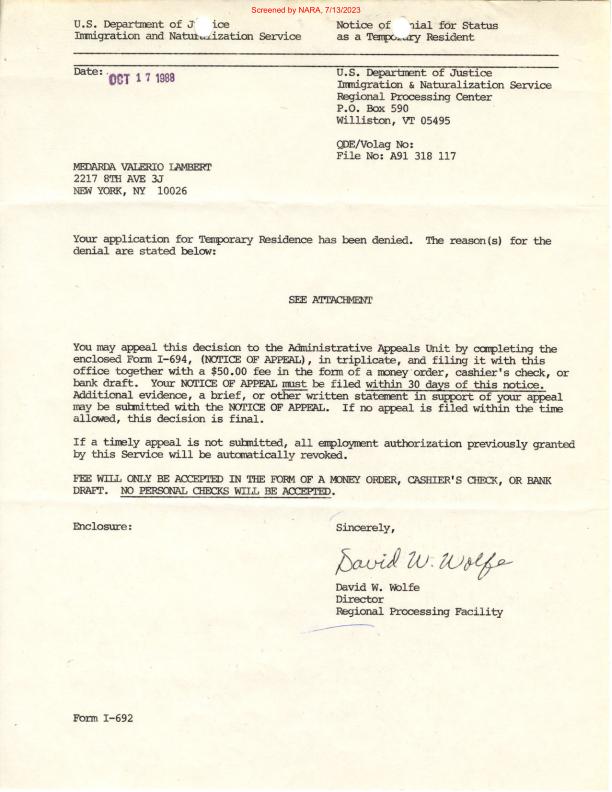 Screened by NARA, 7/13/2023
U.S. Department of J ice
Immigration and Naturalization Service
Notice of nial for Status
as a Temporary Resident
Date: OCT 17 1988
U.S. Department of Justice
Immigration & Naturalization Service
Regional Processing Center
P.O. Box 590
Williston, VT 05495
QDE/Volag No:
File No: A91 318 117
MEDARDA VALERIO LAMBERT
2217 8TH AVE 3J
NEW YORK, NY 10026
Your application for Temporary Residence has been denied. The reason(s) for the
denial are stated below:
SEE ATTACHMENT
You may appeal this decision to the Administrative Appeals Unit by completing the
enclosed Form I-694, (NOTICE OF APPEAL), in triplicate, and filing it with this
office together with a $50.00 fee in the form of a money order, cashier's check, or
bank draft. Your NOTICE OF APPEAL must be filed within 30 days of this notice.
Additional evidence, a brief, or other written statement in support of your appeal
may be submitted with the NOTICE OF APPEAL. If no appeal is filed within the time
allowed, this decision is final.
If a timely appeal is not submitted, all employment authorization previously granted
by this Service will be automatically revoked.
FEE WILL ONLY BE ACCEPTED IN THE FORM OF A MONEY ORDER, CASHIER'S CHECK, OR BANK
DRAFT. NO PERSONAL CHECKS WILL BE ACCEPTED.
Enclosure:
Sincerely,
David W. Wolfe
David W. Wolfe
Director
Regional Processing Facility
Form I-692